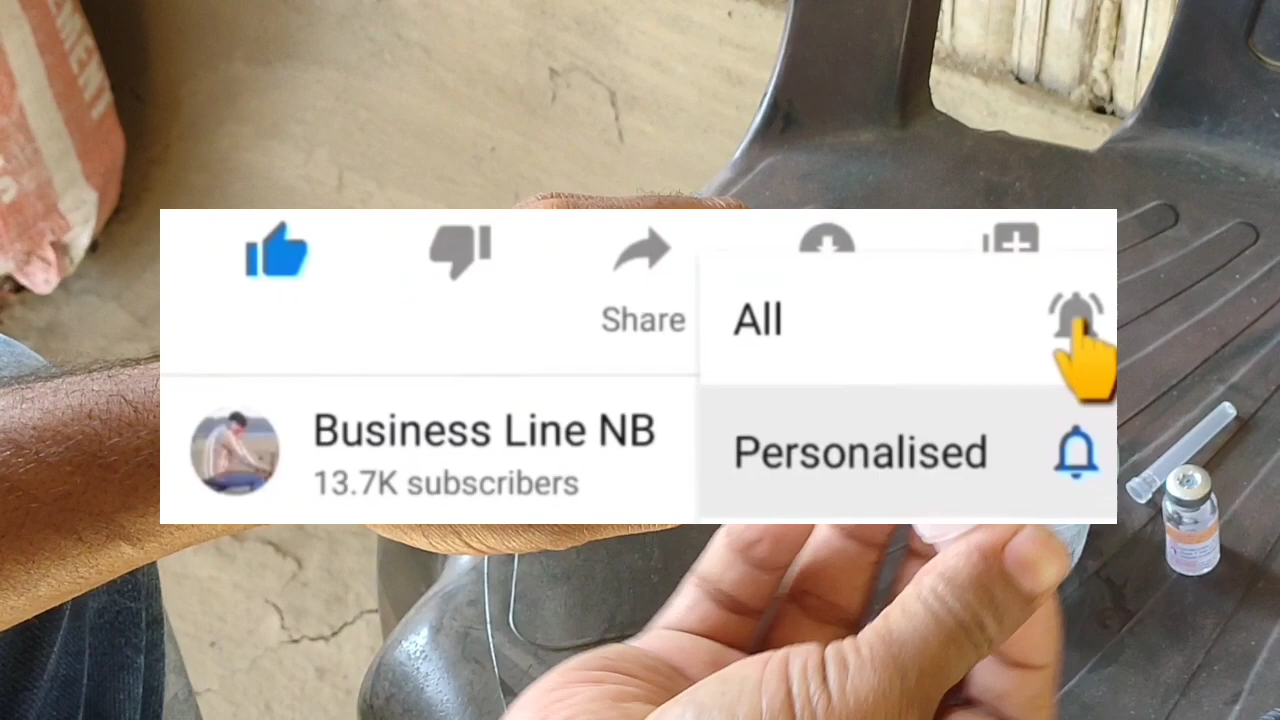 Share
All
Business Line NB
13.7K subscribers
Personalised